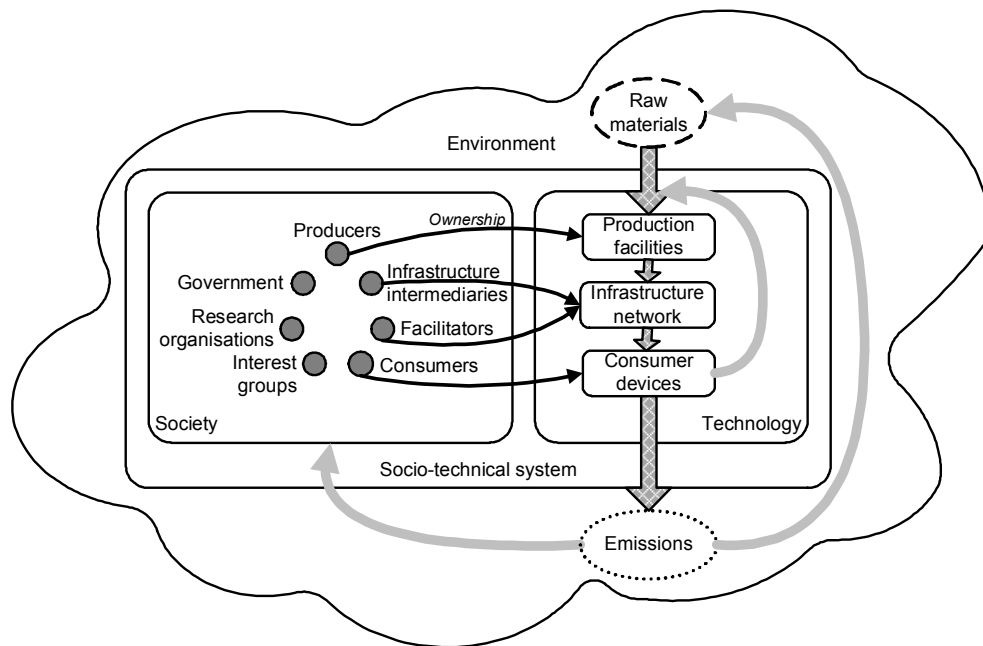 Raw
materials
Environment
Ownership
Producers
Production
facilities
Government
Infrastructure
intermediaries
Infrastructure
network
Research
organisations
Facilitators
Interest
groups
Consumers
Consumer
devices
Society
Technology
Socio-technical system
Emissions